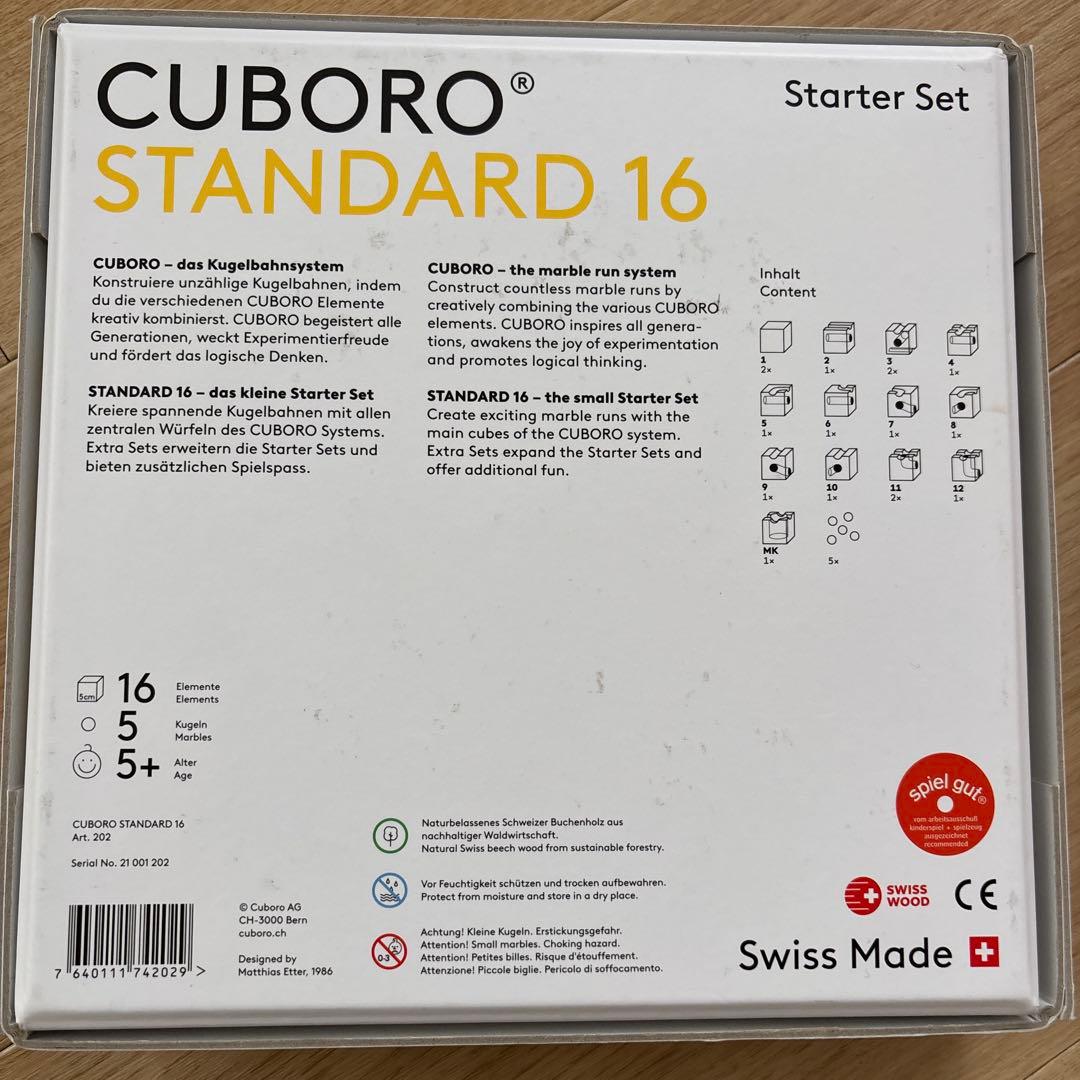 CUBORO®
STANDARD 16
Starter Set
CUBORO – das Kugelbahnsystem
Konstruiere unzählige Kugelbahnen, indem
du die verschiedenen CUBORO Elemente
kreativ kombinierst. CUBORO begeistert alle
Generationen, weckt Experimentierfreude
und fördert das logische Denken.
STANDARD 16 – das kleine Starter Set
Kreiere spannende Kugelbahnen mit allen
zentralen Würfeln des CUBORO Systems.
Extra Sets erweitern die Starter Sets und
bieten zusätzlichen Spielspass.
CUBORO – the marble run system
Construct countless marble runs by
creatively combining the various CUBORO
elements. CUBORO inspires all genera-
tions, awakens the joy of experimentation
and promotes logical thinking.
STANDARD 16 – the small Starter Set
Create exciting marble runs with the
main cubes of the CUBORO system.
Extra Sets expand the Starter Sets and
offer additional fun.
Inhalt
Content
1 2 3 4
2× 1× 2× 1×
5 6 7 8
1× 1× 1× 1×
9 10 11 12
1× 1× 2× 1×
MK
1× 5×
5cm 16 Elemente
Elements
5 Kugeln
Marbles
5+ Alter
Age
CUBORO STANDARD 16
Art. 202
Serial No. 21 001 202
7 640111 742029 >
© Cuboro AG
CH-3000 Bern
cuboro.ch
Designed by
Matthias Etter, 1986
Naturbelassenes Schweizer Buchenholz aus
nachhaltiger Waldwirtschaft.
Natural Swiss beech wood from sustainable forestry.
Vor Feuchtigkeit schützen und trocken aufbewahren.
Protect from moisture and store in a dry place.
0-3
Achtung! Kleine Kugeln. Erstickungsgefahr.
Attention! Small marbles. Choking hazard.
Attention! Petites billes. Risque d'étouffement.
Attenzione! Piccole biglie. Pericolo di soffocamento.
spiel gut®
vom arbeitsausschuß
kinderspiel + spielzeug
ausgezeichnet
recommended
SWISS
WOOD
CE
Swiss Made